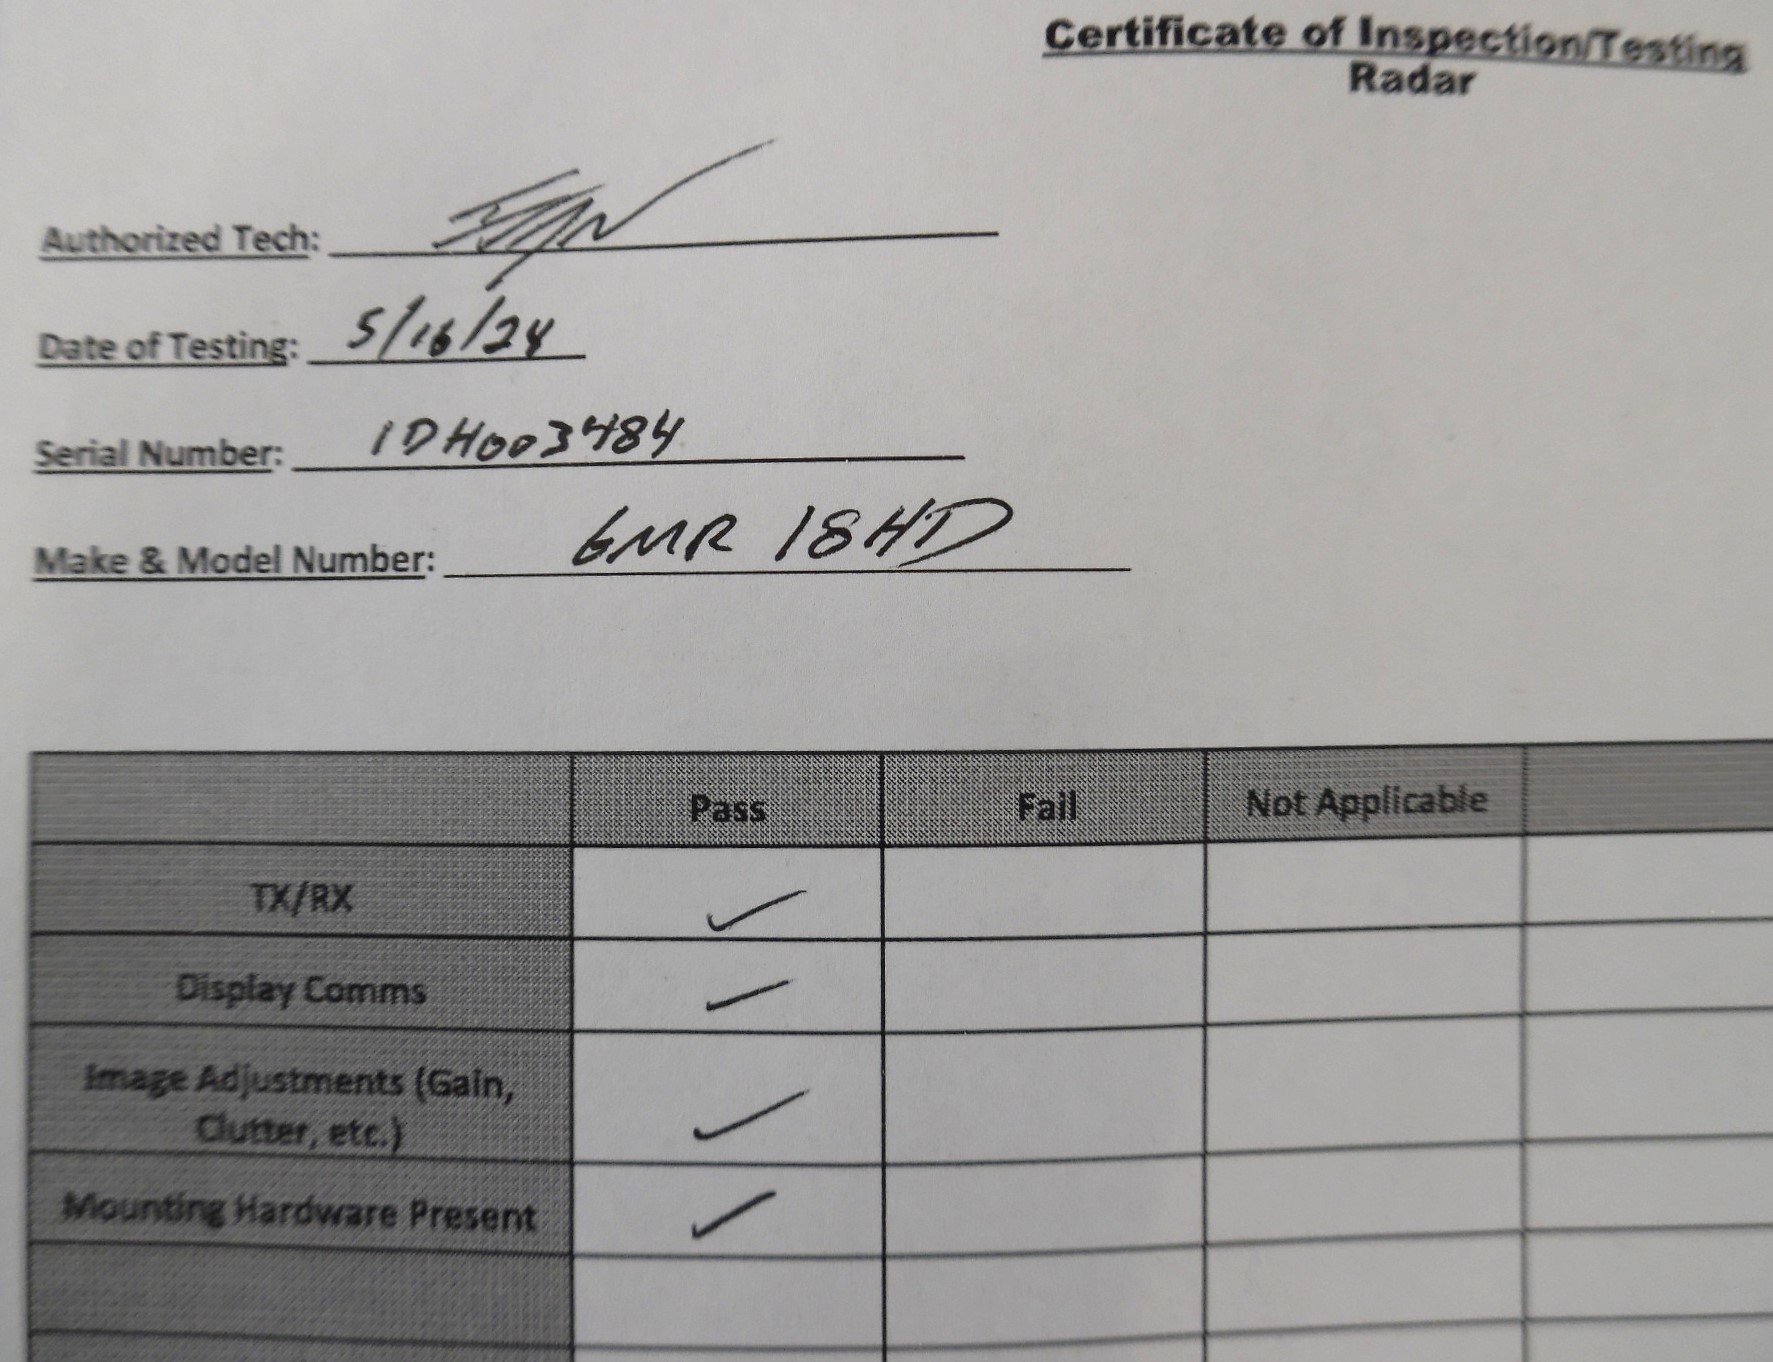 Certificate of Inspection/Testing
Radar
Authorized Tech:
Date of Testing: 5/16/24
Serial Number: 1DH003484
Make & Model Number: GMR 18HD
Pass Fail Not Applicable
TX/RX ✓
Display Comms ✓
Image Adjustments (Gain,
Clutter, etc.) ✓
Mounting Hardware Present ✓